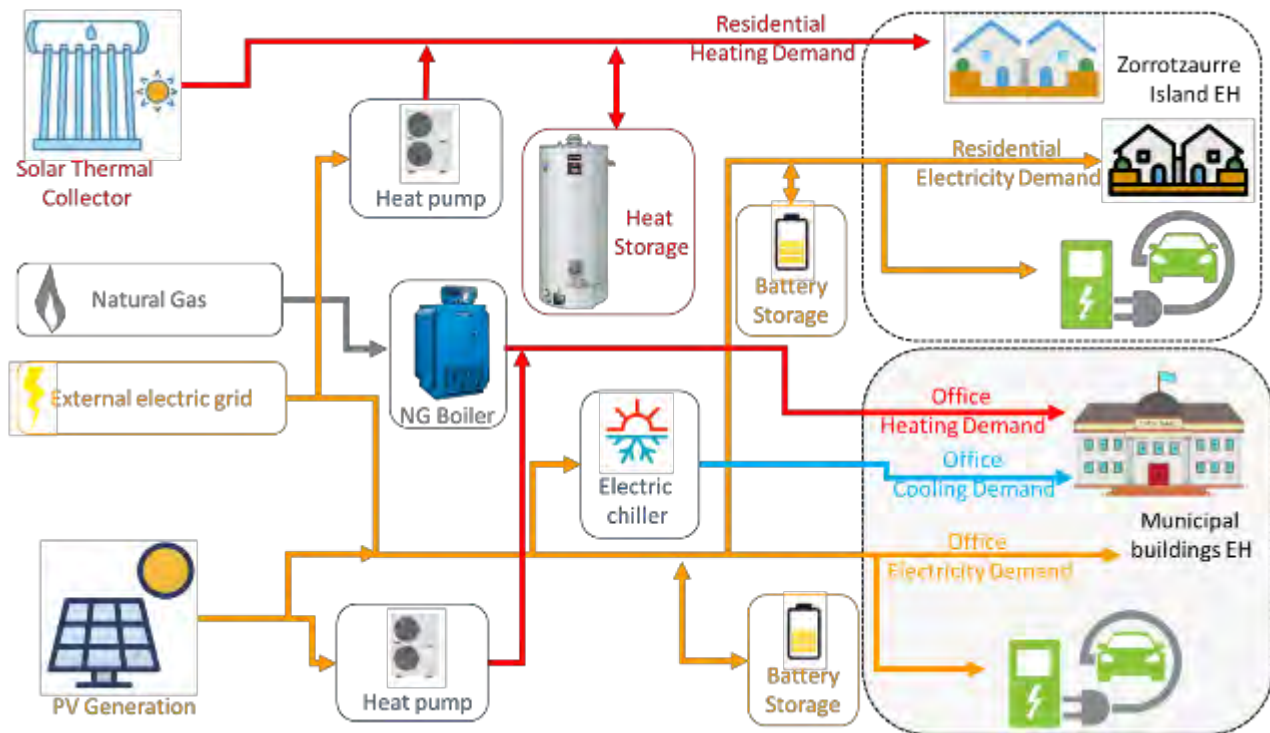 Residential
Heating Demand
Zorrotzaurre
Island EH
Solar Thermal
Collector
Heat pump
Heat
Storage
Residential
Electricity Demand
Battery
Storage
Natural Gas
External electric grid
NG Boiler
Electric
chiller
Office
Heating Demand
Office
Cooling Demand
Municipal
buildings EH
Office
Electricity Demand
PV Generation
Heat pump
Battery
Storage